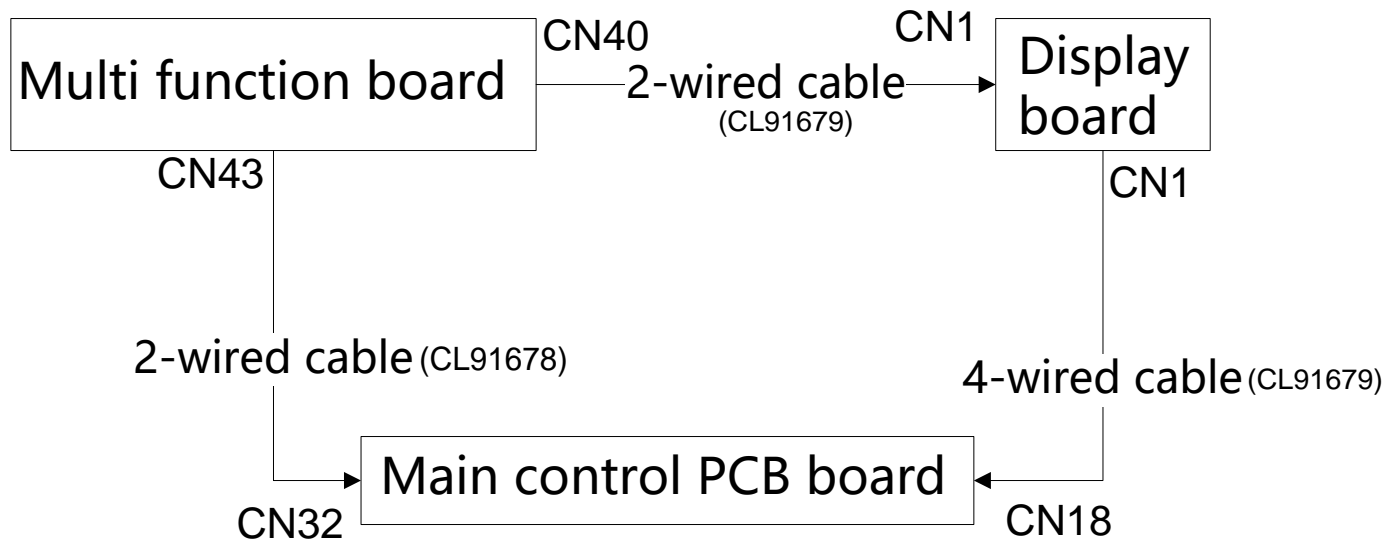 CN40
CN1
Multi function board
2-wired cable
(CL91679)
Display
board
CN43
CN1
2-wired cable (CL91678)
4-wired cable (CL91679)
Main control PCB board
CN32
CN18